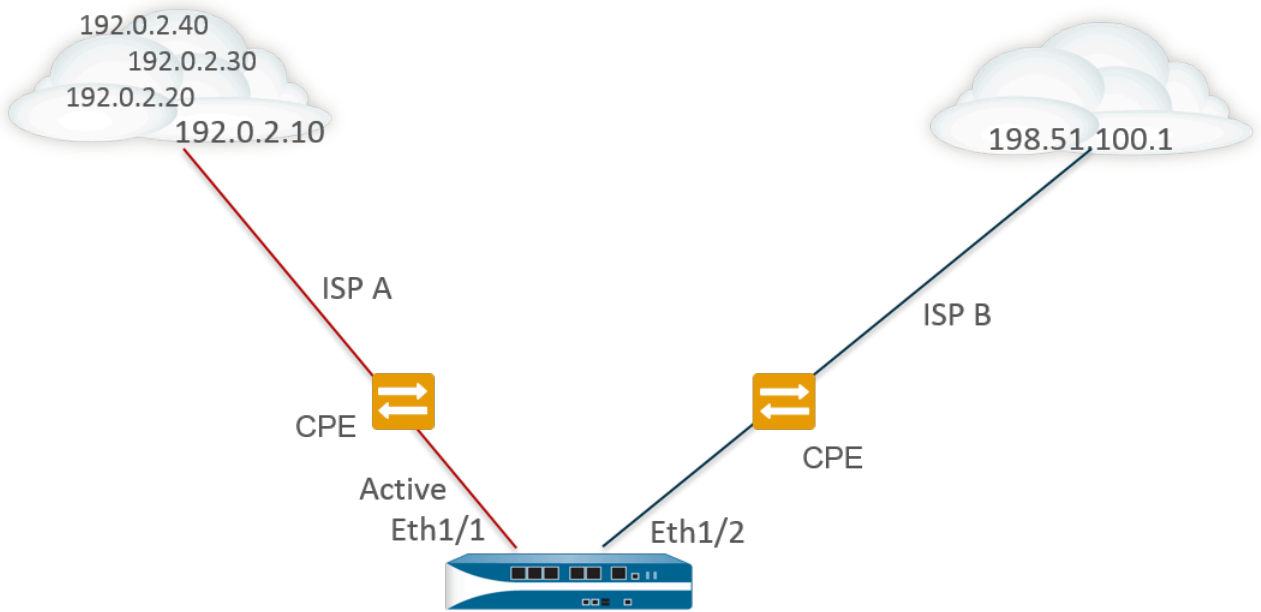 192.0.2.40
192.0.2.30
192.0.2.20
192.0.2.10
198.51.100.1
ISP A
ISP B
CPE
CPE
Active
Eth1/1
Eth1/2